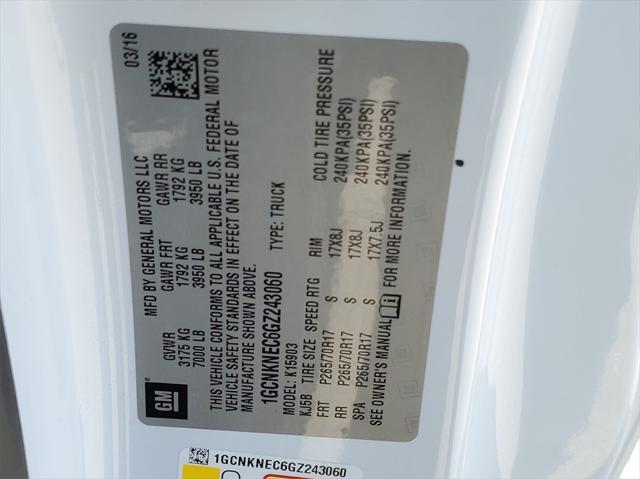 GM
MFD BY GENERAL MOTORS LLC 03/16
GVWR GAWR FRT GAWR RR
3175 KG 1792 KG 1792 KG
7000 LB 3950 LB 3950 LB
THIS VEHICLE CONFORMS TO ALL APPLICABLE U.S. FEDERAL MOTOR
VEHICLE SAFETY STANDARDS IN EFFECT ON THE DATE OF
MANUFACTURE SHOWN ABOVE.
1GCNKNEC6GZ243060 TYPE: TRUCK
MODEL: K15903
KJ5B TIRE SIZE SPEED RTG RIM COLD TIRE PRESSURE
FRT P265/70R17 S 17X8J 240KPA(35PSI)
RR P265/70R17 S 17X8J 240KPA(35PSI)
SPA P265/70R17 S 17X7.5J 240KPA(35PSI)
SEE OWNER'S MANUAL FOR MORE INFORMATION.
1GCNKNEC6GZ243060